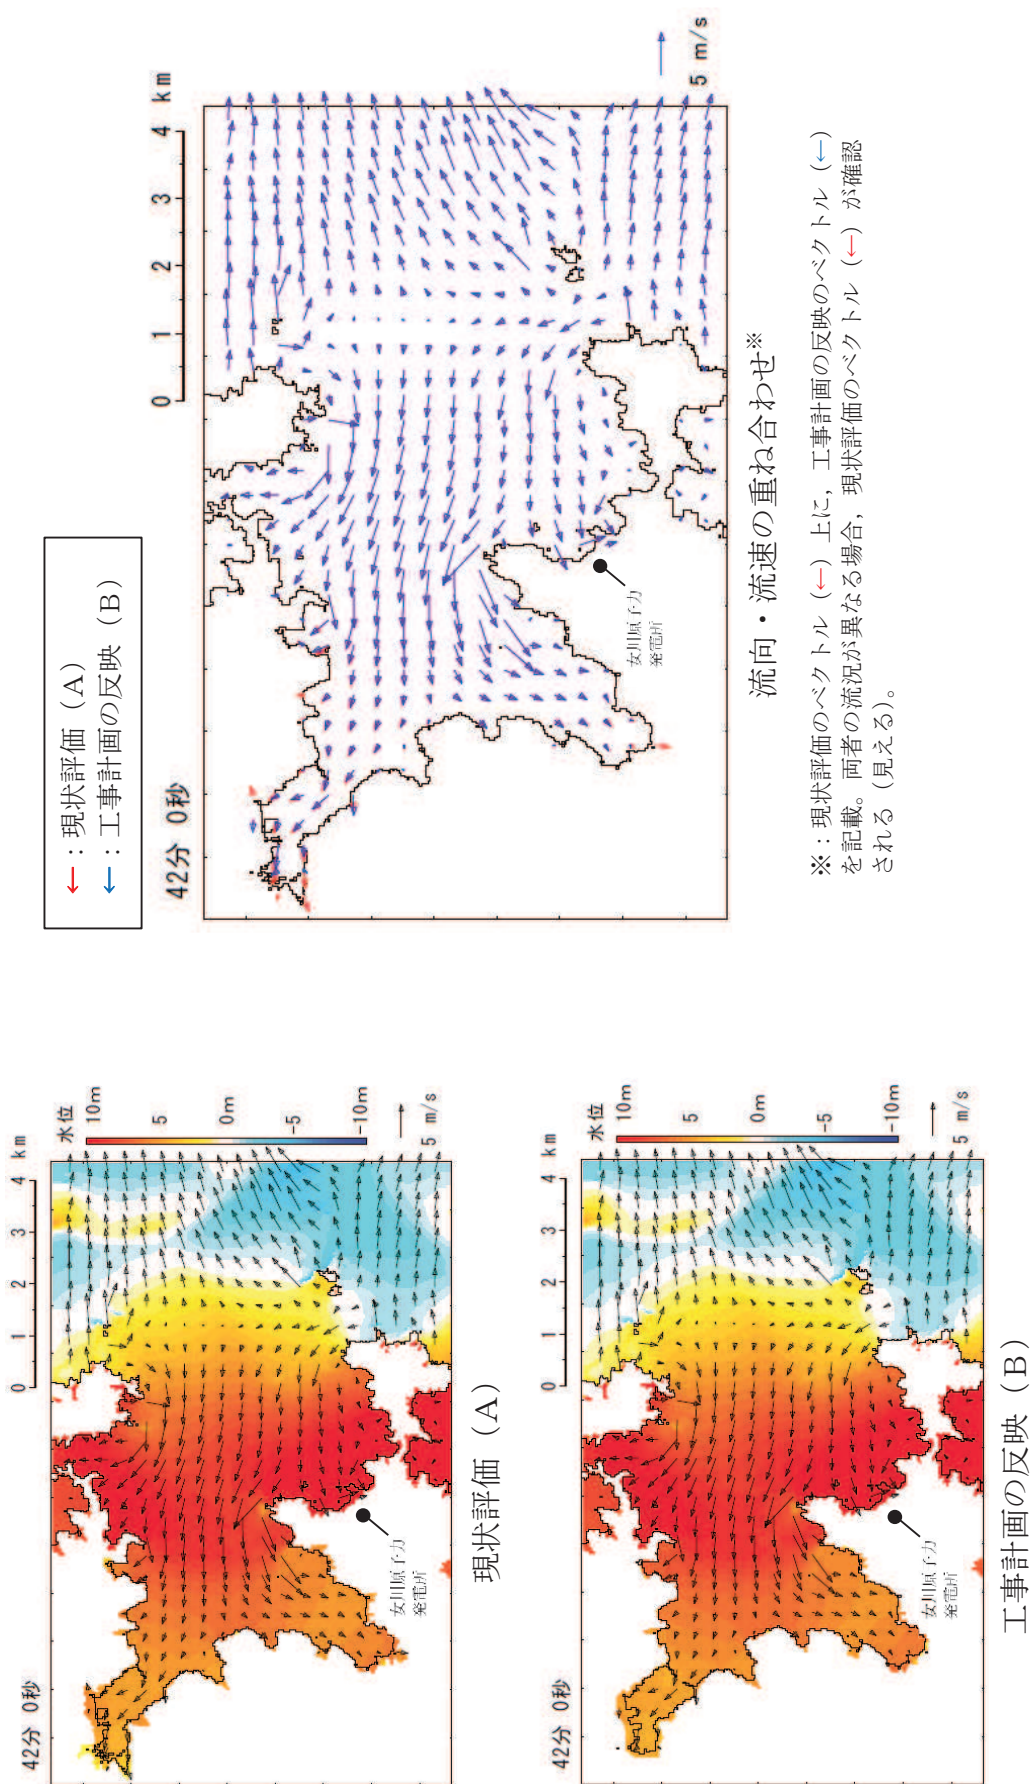 42分 0秒
0 1 2 3 4 km
水位
10m
5
0m
-5
-10m
5 m/s
女川原子力
発電所
現状評価（A）
42分 0秒
0 1 2 3 4 km
水位
10m
5
0m
-5
-10m
5 m/s
女川原子力
発電所
工事計画の反映（B）
←：現状評価（A）
←：工事計画の反映（B）
42分 0秒
0 1 2 3 4 km
5 m/s
女川原子力
発電所
流向・流速の重ね合わせ※
※：現状評価のベクトル（←）上に，工事計画の反映のベクトル（←）
を記載。両者の流況が異なる場合，現状評価のベクトル（←）が確認
される（見える）。